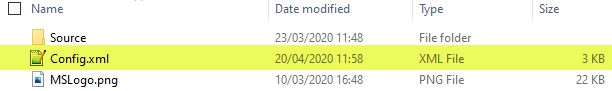 Name Date modified Type Size
Source 23/03/2020 11:48 File folder
Config.xml 20/04/2020 11:58 XML File 3 KB
MSLogo.png 10/03/2020 16:48 PNG File 22 KB